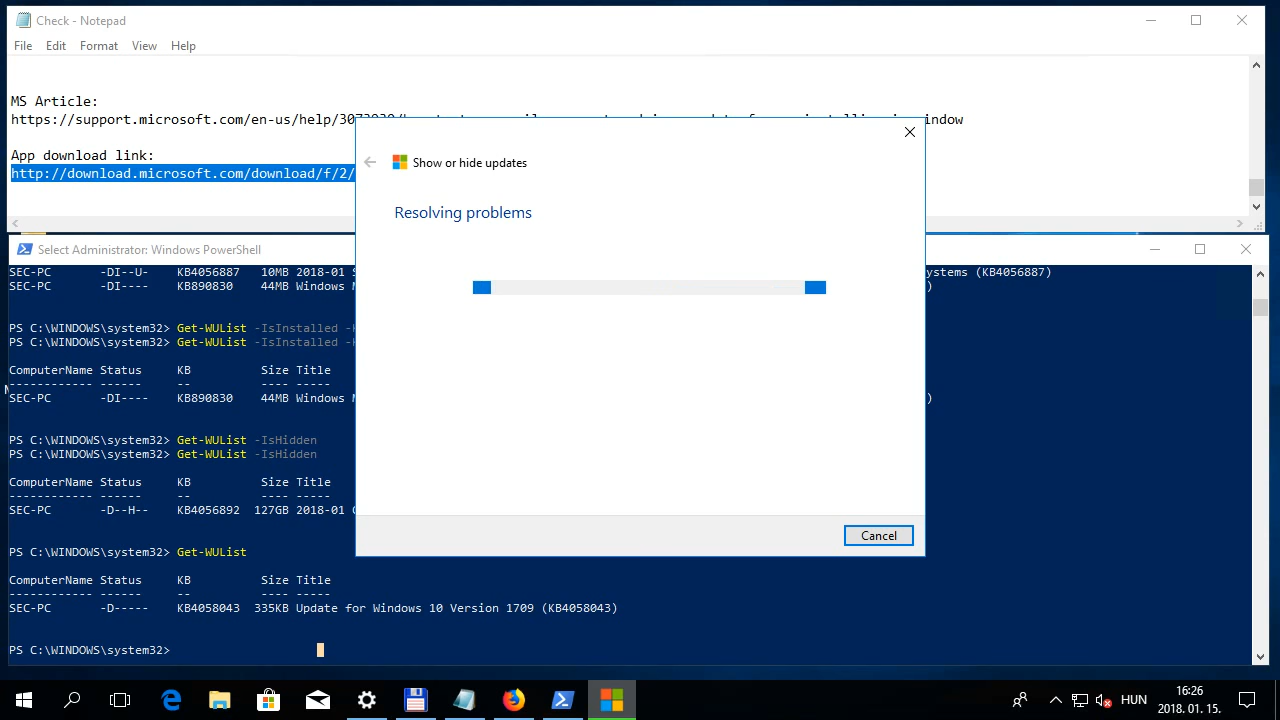 Check - Notepad
File Edit Format View Help
MS Article:
https://support.microsoft.com/en-us/help/3073930/
App download link:
http://download.microsoft.com/download/f/2/
Show or hide updates
Resolving problems
Cancel
Select Administrator: Windows PowerShell
SEC-PC -DI--U- KB4056887 10MB 2018-01 S ystems (KB4056887)
SEC-PC -DI---- KB890830 44MB Windows M )
PS C:\WINDOWS\system32> Get-WUList -IsInstalled
PS C:\WINDOWS\system32> Get-WUList -IsInstalled
ComputerName Status KB Size Title
------------ ------ -- ---- -----
SEC-PC -DI---- KB890830 44MB Windows M )
PS C:\WINDOWS\system32> Get-WUList -IsHidden
PS C:\WINDOWS\system32> Get-WUList -IsHidden
ComputerName Status KB Size Title
------------ ------ -- ---- -----
SEC-PC -D--H-- KB4056892 127GB 2018-01 C
PS C:\WINDOWS\system32> Get-WUList
ComputerName Status KB Size Title
------------ ------ -- ---- -----
SEC-PC -D----- KB4058043 335KB Update for Windows 10 Version 1709 (KB4058043)
PS C:\WINDOWS\system32>
HUN
16:26
2018. 01. 15.